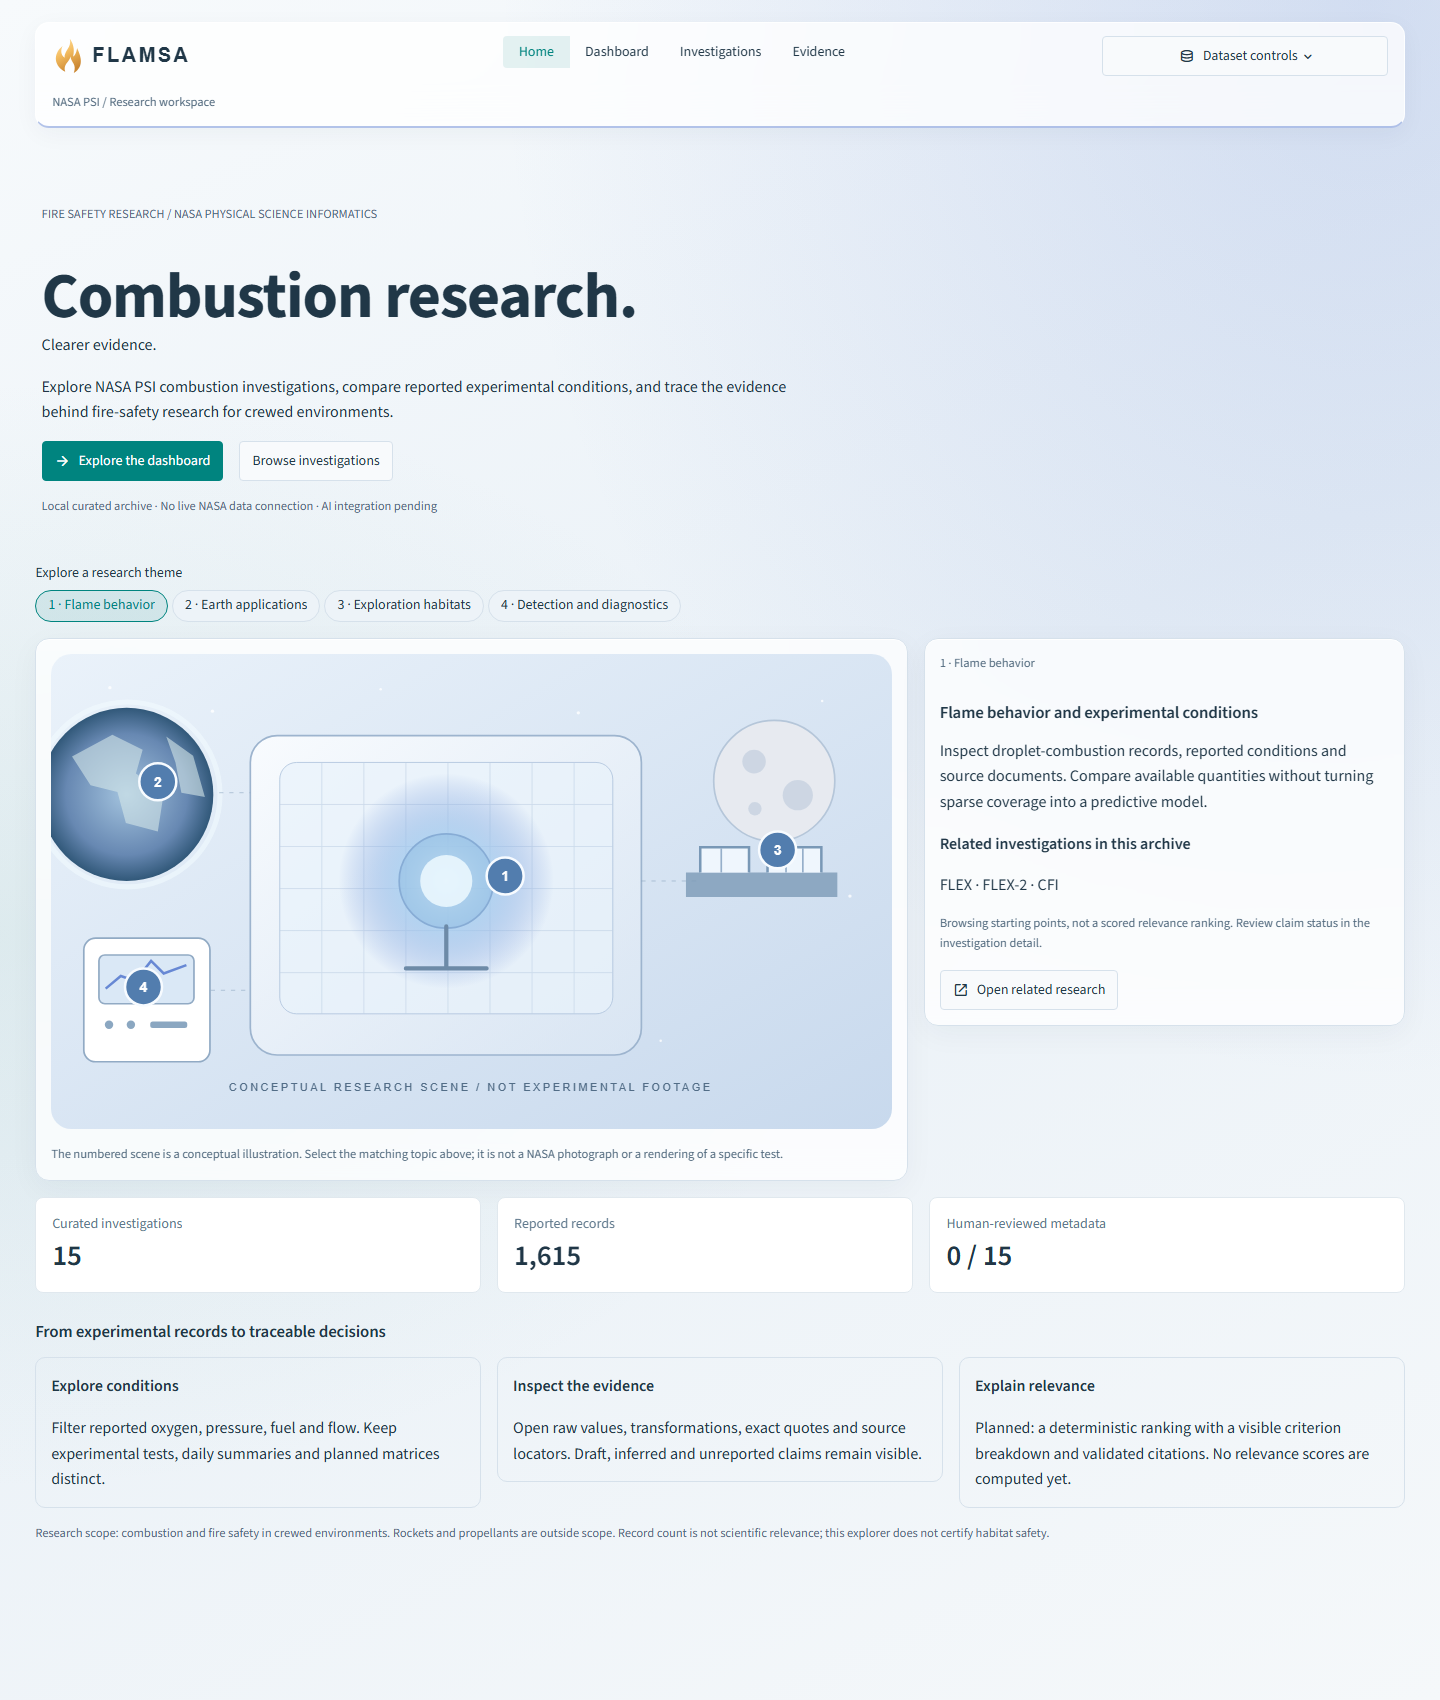 FLAMSA
Home
Dashboard
Investigations
Evidence
Dataset controls
NASA PSI / Research workspace
FIRE SAFETY RESEARCH / NASA PHYSICAL SCIENCE INFORMATICS
Combustion research.
Clearer evidence.
Explore NASA PSI combustion investigations, compare reported experimental conditions, and trace the evidence
behind fire-safety research for crewed environments.
Explore the dashboard
Browse investigations
Local curated archive · No live NASA data connection · AI integration pending
Explore a research theme
1 · Flame behavior
2 · Earth applications
3 · Exploration habitats
4 · Detection and diagnostics
2
1
3
4
CONCEPTUAL RESEARCH SCENE / NOT EXPERIMENTAL FOOTAGE
The numbered scene is a conceptual illustration. Select the matching topic above; it is not a NASA photograph or a rendering of a specific test.
1 · Flame behavior
Flame behavior and experimental conditions
Inspect droplet-combustion records, reported conditions and
source documents. Compare available quantities without turning
sparse coverage into a predictive model.
Related investigations in this archive
FLEX · FLEX-2 · CFI
Browsing starting points, not a scored relevance ranking. Review claim status in the
investigation detail.
Open related research
Curated investigations
15
Reported records
1,615
Human-reviewed metadata
0 / 15
From experimental records to traceable decisions
Explore conditions
Filter reported oxygen, pressure, fuel and flow. Keep
experimental tests, daily summaries and planned matrices
distinct.
Inspect the evidence
Open raw values, transformations, exact quotes and source
locators. Draft, inferred and unreported claims remain visible.
Explain relevance
Planned: a deterministic ranking with a visible criterion
breakdown and validated citations. No relevance scores are
computed yet.
Research scope: combustion and fire safety in crewed environments. Rockets and propellants are outside scope. Record count is not scientific relevance; this explorer does not certify habitat safety.